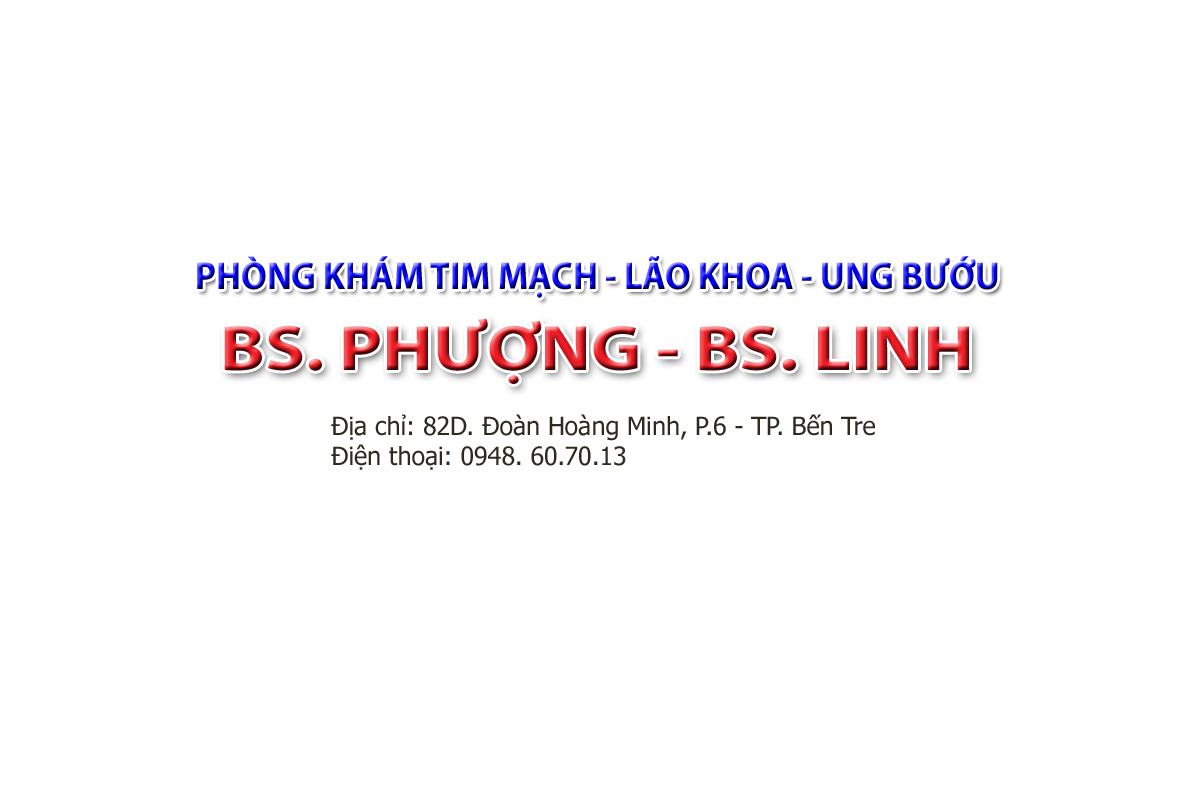 PHÒNG KHÁM TIM MẠCH - LÃO KHOA - UNG BƯỚU
BS. PHƯỢNG - BS. LINH
Địa chỉ: 82D. Đoàn Hoàng Minh, P.6 - TP. Bến Tre
Điện thoại: 0948. 60.70.13